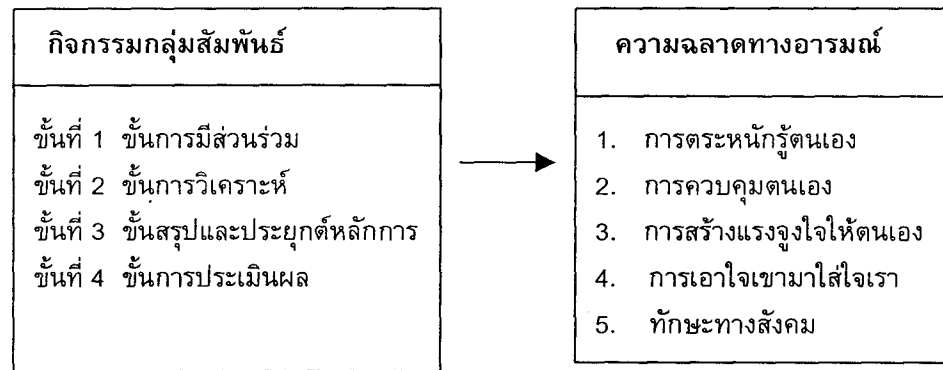 กิจกรรมกลุ่มสัมพันธ์
ขั้นที่ 1 ขั้นการมีส่วนร่วม
ขั้นที่ 2 ขั้นการวิเคราะห์
ขั้นที่ 3 ขั้นสรุปและประยุกต์หลักการ
ขั้นที่ 4 ขั้นการประเมินผล
ความฉลาดทางอารมณ์
1. การตระหนักรู้ตนเอง
2. การควบคุมตนเอง
3. การสร้างแรงจูงใจให้ตนเอง
4. การเอาใจเขามาใส่ใจเรา
5. ทักษะทางสังคม